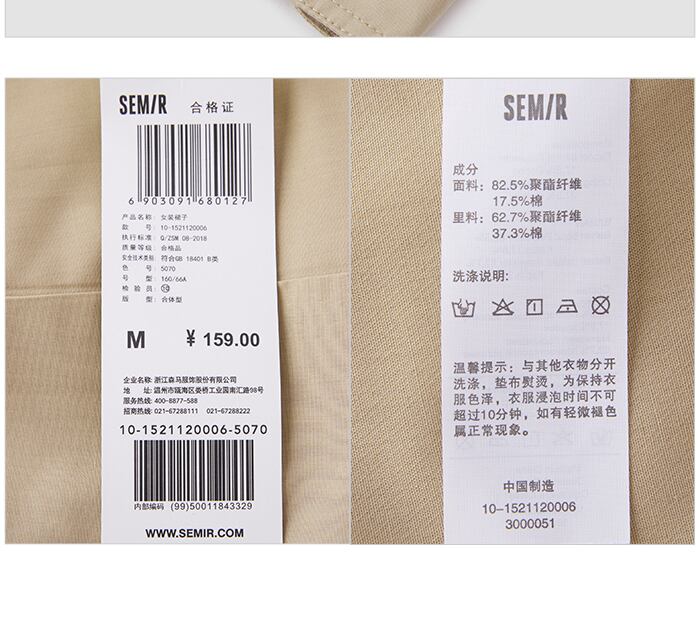 SEM/R 合格证
6 903091 680127
产品名称: 女装裙子
款 号: 10-1521120006
执行标准: Q/ZSM 08-2018
质量等级: 合格品
安全技术类别: 符合GB 18401 B类
色 号: 5070
号 型: 160/66A
检 验 员: ⑯
版 型: 合体型
M ¥ 159.00
企业名称: 浙江森马服饰股份有限公司
地 址: 温州市瓯海区娄桥工业园南汇路98号
服务热线: 400-8877-588
招商热线: 021-67288111 021-67288222
10-1521120006-5070
内部编码 (99)50011843329
WWW.SEMIR.COM
SEM/R
成分
面料: 82.5%聚酯纤维
17.5%棉
里料: 62.7%聚酯纤维
37.3%棉
洗涤说明:
温馨提示: 与其他衣物分开
洗涤, 垫布熨烫, 为保持衣
服色泽, 衣服浸泡时间不可
超过10分钟, 如有轻微褪色
属正常现象。
中国制造
10-1521120006
3000051